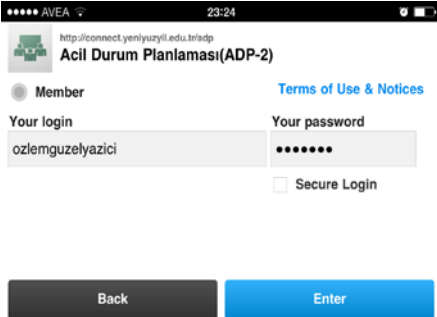 AVEA 23:24
http://connect.yeniyuzyil.edu.tr/adp
Acil Durum Planlaması(ADP-2)
Member Terms of Use & Notices
Your login Your password
ozlemguzelyazici •••••••
Secure Login
Back Enter